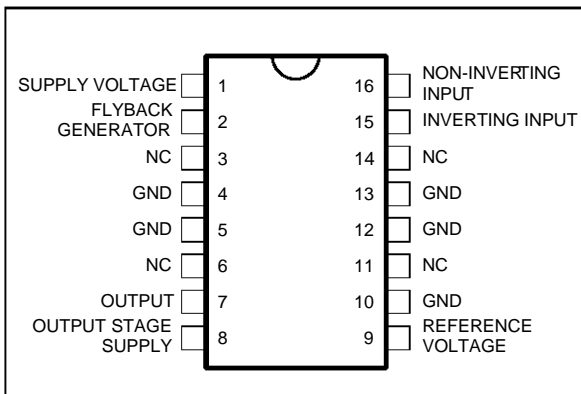 SUPPLY VOLTAGE 1 16 NON-INVERTING
INPUT
FLYBACK
GENERATOR 2 15 INVERTING INPUT
NC 3 14 NC
GND 4 13 GND
GND 5 12 GND
NC 6 11 NC
OUTPUT 7 10 GND
OUTPUT STAGE
SUPPLY 8 9 REFERENCE
VOLTAGE